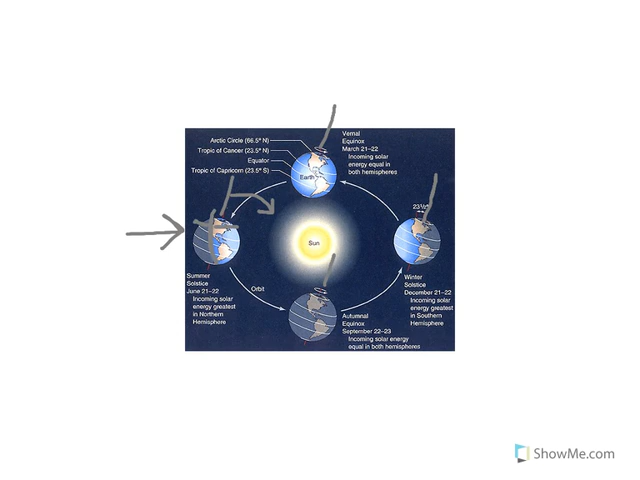 Arctic Circle (66.5° N)
Tropic of Cancer (23.5° N)
Equator
Tropic of Capricorn (23.5° S)
Earth
Vernal
Equinox
March 21–22
Incoming solar
energy equal in
both hemispheres
23½°
Sun
Summer
Solstice
June 21–22
Incoming solar
energy greatest
in Northern
Hemisphere
Orbit
Autumnal
Equinox
September 22–23
Incoming solar energy
equal in both hemispheres
Winter
Solstice
December 21–22
Incoming solar
energy greatest
in Southern
Hemisphere
ShowMe.com